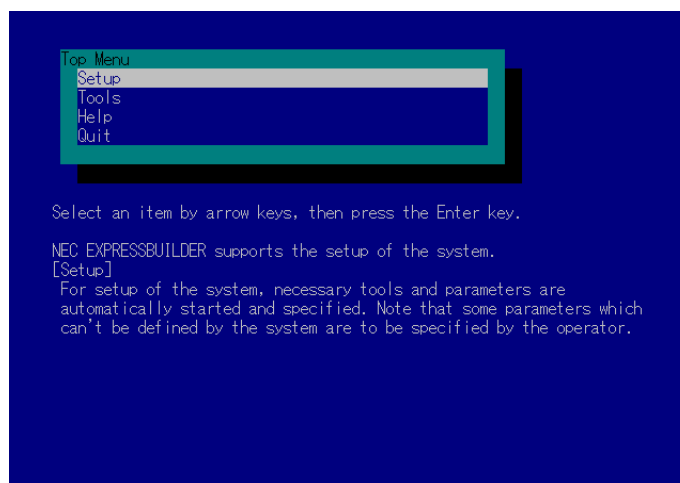 Top Menu
Setup
Tools
Help
Quit
Select an item by arrow keys, then press the Enter key.
NEC EXPRESSBUILDER supports the setup of the system.
[Setup]
For setup of the system, necessary tools and parameters are
automatically started and specified. Note that some parameters which
can't be defined by the system are to be specified by the operator.